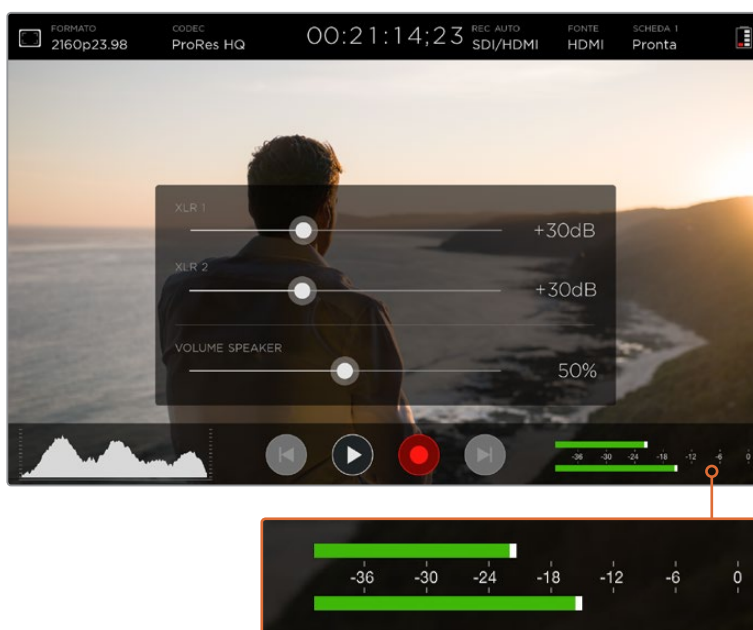 FORMATO CODEC REC AUTO FONTE SCHEDA 1
2160p23.98 ProRes HQ 00:21:14;23 SDI/HDMI HDMI Pronta
XLR 1
+30dB
XLR 2
+30dB
VOLUME SPEAKER
50%
-36 -30 -24 -18 -12 -6 0
-36 -30 -24 -18 -12 -6 0